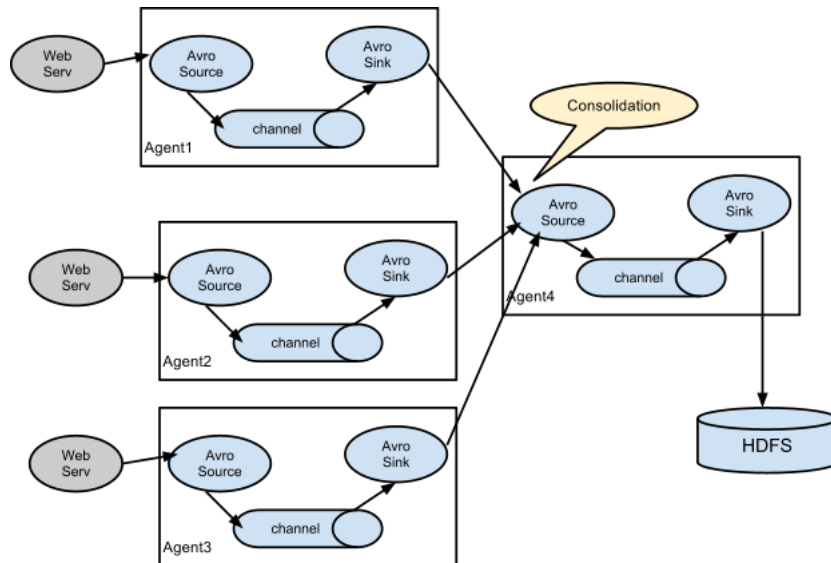 Web
Serv
Avro
Source
Avro
Sink
channel
Agent1
Consolidation
Web
Serv
Avro
Source
Avro
Sink
channel
Agent2
Avro
Source
Avro
Sink
channel
Agent4
Web
Serv
Avro
Source
Avro
Sink
channel
Agent3
HDFS